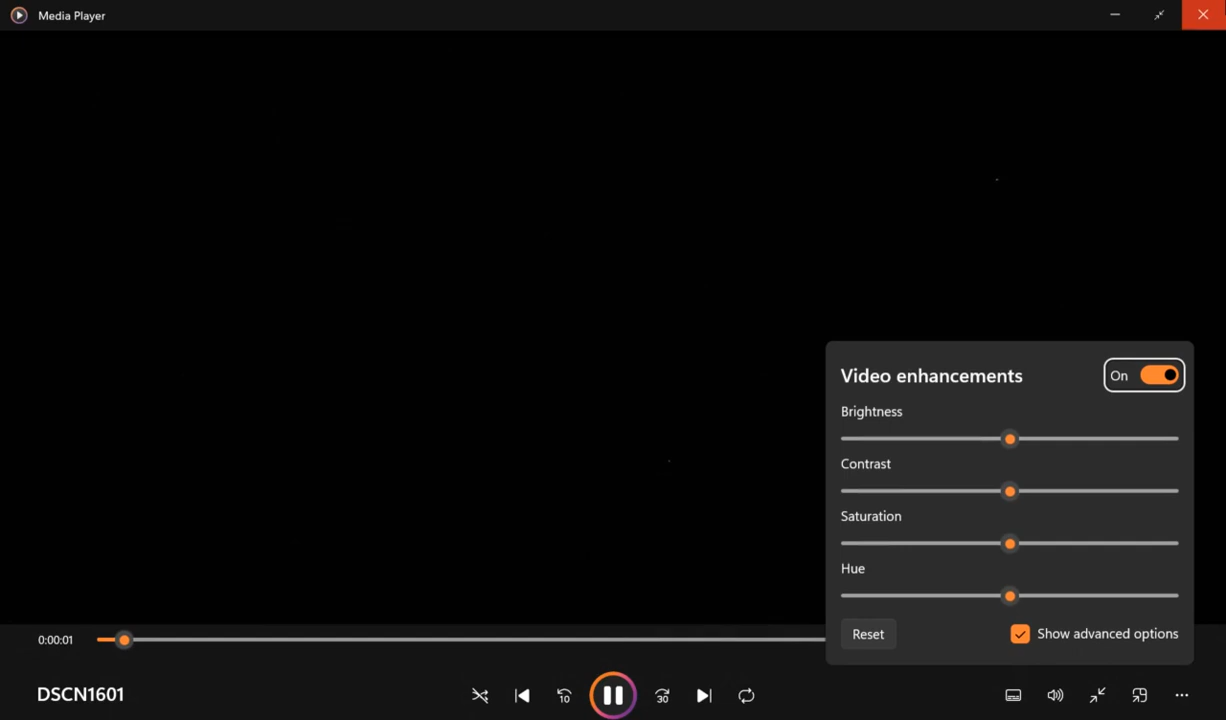 Media Player
Video enhancements
On
Brightness
Contrast
Saturation
Hue
Reset
Show advanced options
0:00:01
DSCN1601
10
30